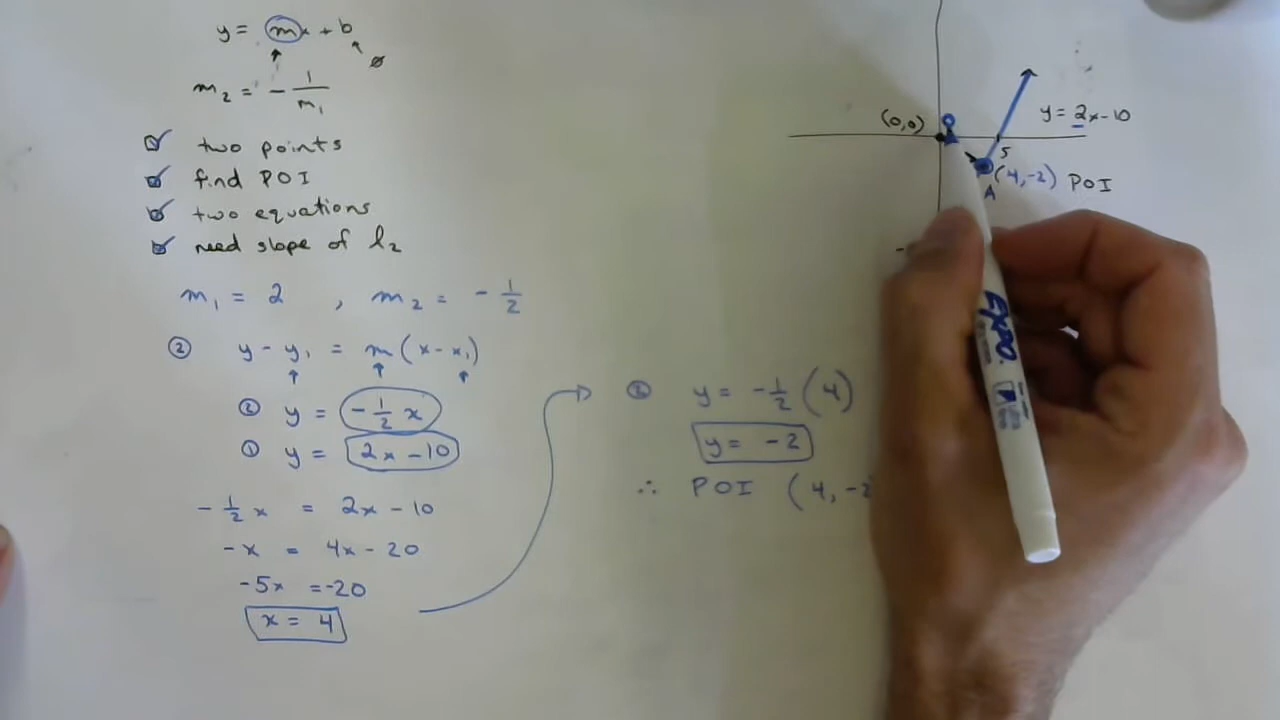 y = mx + b
ø
m₂ = - 1/m₁
two points
find POI
two equations
need slope of l₂
m₁ = 2 , m₂ = - 1/2
② y - y₁ = m (x - x₁)
② y = - 1/2 x
① y = 2x - 10
- 1/2 x = 2x - 10
-x = 4x - 20
-5x = -20
x = 4
② y = - 1/2 (4)
y = -2
∴ POI (4, -2
(0,0)
y = 2x - 10
5
(4, -2) POI
A
EXPO